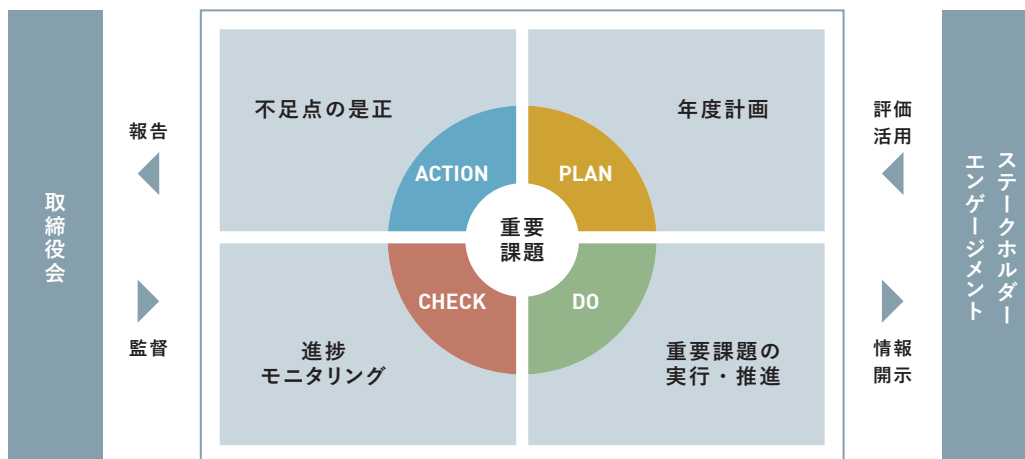 取締役会
報告
監督
不足点の是正
年度計画
ACTION
PLAN
重要
課題
CHECK
DO
進捗
モニタリング
重要課題の
実行・推進
評価
活用
情報
開示
ステークホルダー
エンゲージメント